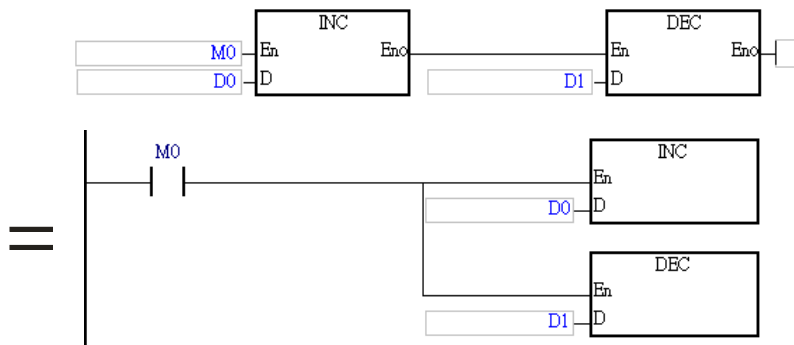 INC DEC
M0 En Eno En Eno
D0 D D1 D
M0 INC
En
D0 D
=
DEC
En
D1 D